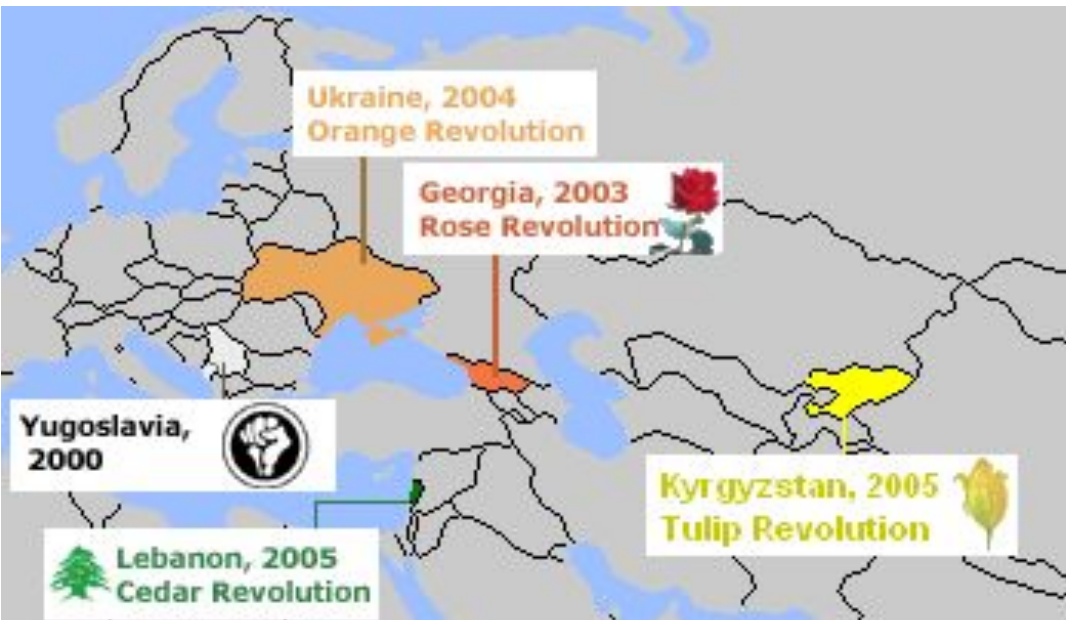 Ukraine, 2004
Orange Revolution
Georgia, 2003
Rose Revolution
Yugoslavia,
2000
Kyrgyzstan, 2005
Tulip Revolution
Lebanon, 2005
Cedar Revolution